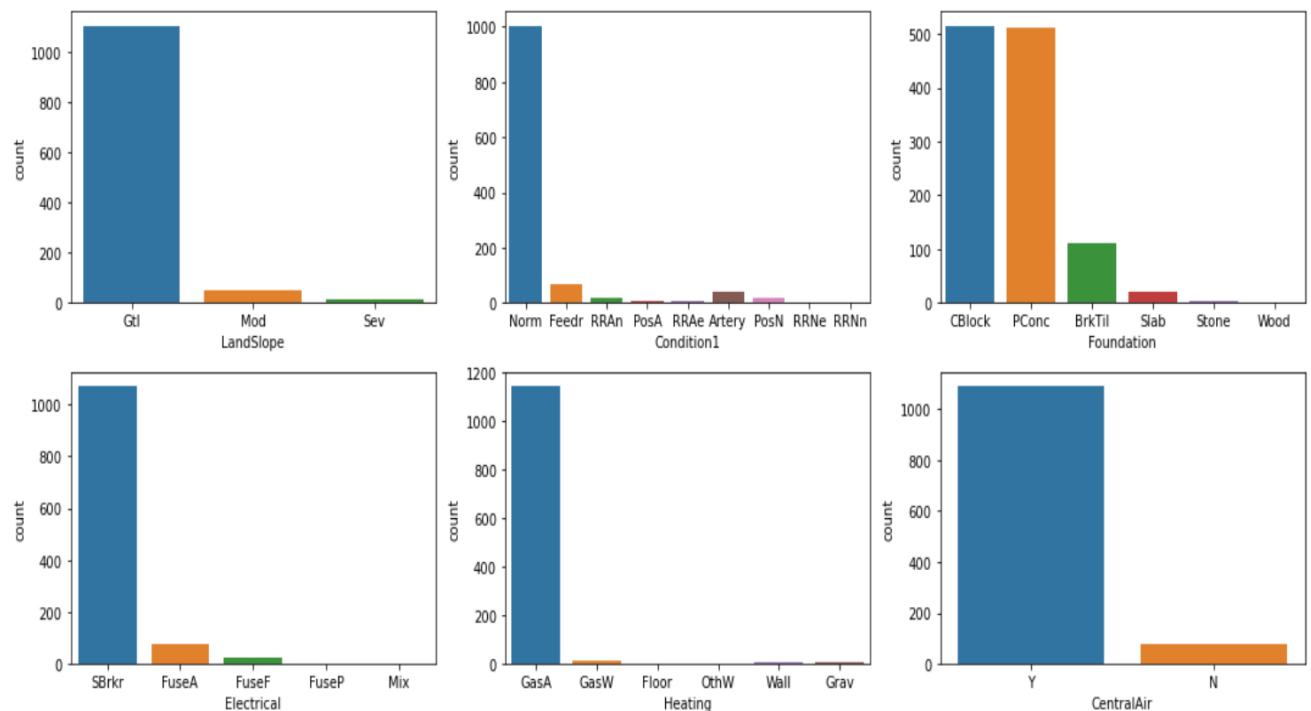 count
1000
800
600
400
200
0
Gtl Mod Sev
LandSlope
count
1000
800
600
400
200
0
Norm Feedr RRAn PosA RRAe Artery PosN RRNe RRNn
Condition1
count
500
400
300
200
100
0
CBlock PConc BrkTil Slab Stone Wood
Foundation
count
1000
800
600
400
200
0
SBrkr FuseA FuseF FuseP Mix
Electrical
count
1200
1000
800
600
400
200
0
GasA GasW Floor OthW Wall Grav
Heating
count
1000
800
600
400
200
0
Y N
CentralAir